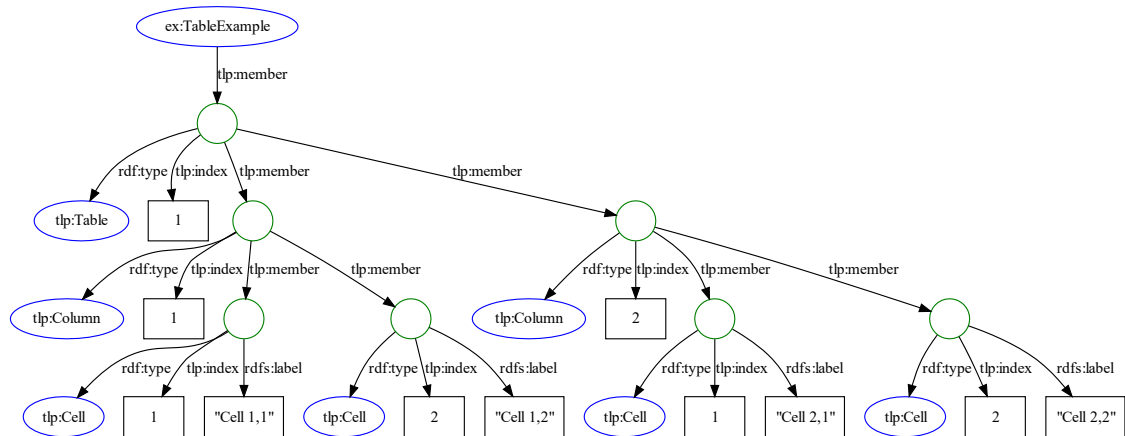 ex:TableExample
tlp:member
rdf:type tlp:index tlp:member tlp:member
tlp:Table 1
rdf:type tlp:index tlp:member tlp:member rdf:type tlp:index tlp:member tlp:member
tlp:Column 1 tlp:Column 2
rdf:type tlp:index rdfs:label rdf:type tlp:index rdfs:label rdf:type tlp:index rdfs:label rdf:type tlp:index rdfs:label
tlp:Cell 1 "Cell 1,1" tlp:Cell 2 "Cell 1,2" tlp:Cell 1 "Cell 2,1" tlp:Cell 2 "Cell 2,2"